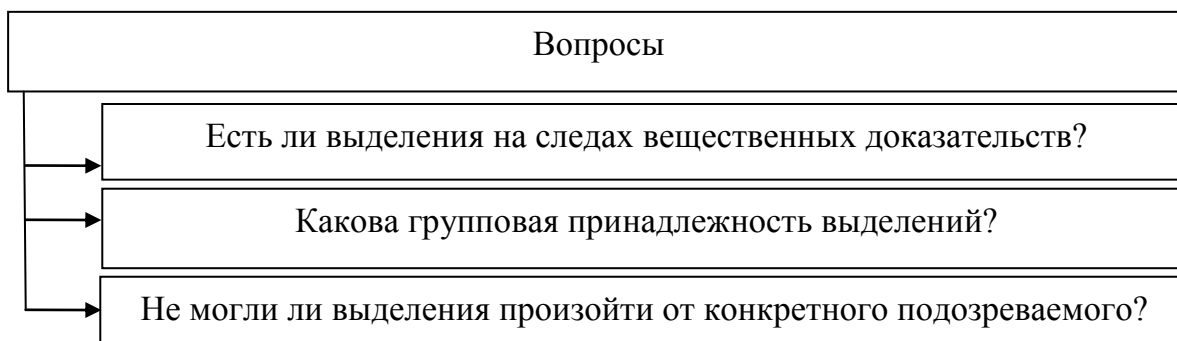 Вопросы
Есть ли выделения на следах вещественных доказательств?
Какова групповая принадлежность выделений?
Не могли ли выделения произойти от конкретного подозреваемого?